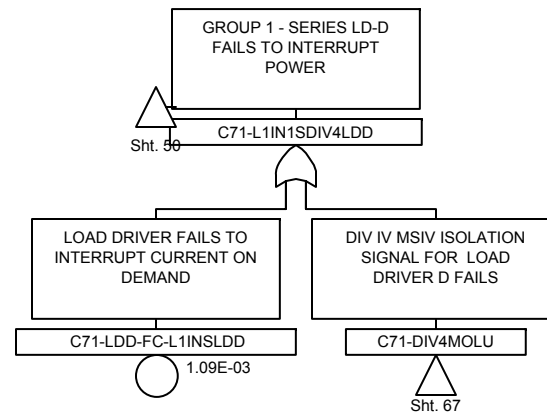 GROUP 1 - SERIES LD-D
FAILS TO INTERRUPT
POWER
C71-L1IN1SDIV4LDD
Sht. 50
LOAD DRIVER FAILS TO
INTERRUPT CURRENT ON
DEMAND
C71-LDD-FC-L1INSLDD
1.09E-03
DIV IV MSIV ISOLATION
SIGNAL FOR LOAD
DRIVER D FAILS
C71-DIV4MOLU
Sht. 67